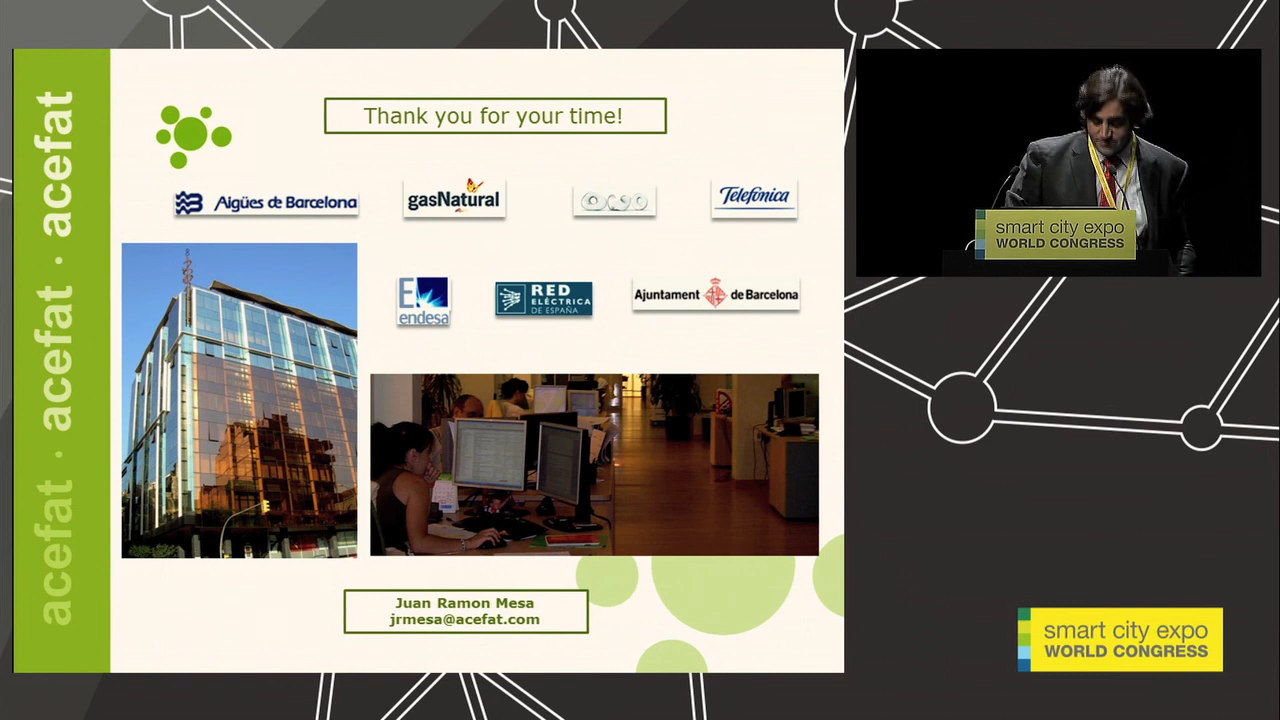 acefat · acefat · acefat
Thank you for your time!
Aigües de Barcelona
gasNatural
ono
Telefónica
endesa
RED
ELÉCTRICA
DE ESPAÑA
Ajuntament de Barcelona
Juan Ramon Mesa
jrmesa@acefat.com
smart city expo
WORLD CONGRESS
smart city expo
WORLD CONGRESS